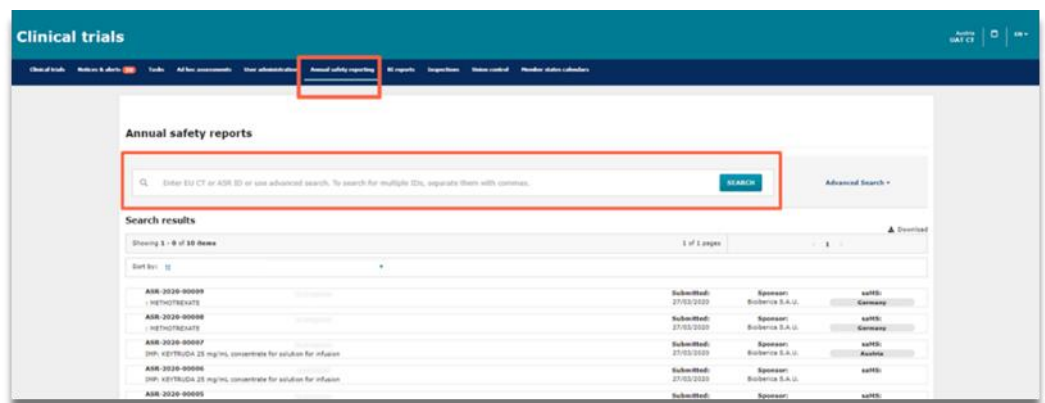 Clinical trials
Austria
UAT CT
EN
Clinical trials Notices & alerts Tasks Ad hoc assessments User administration Annual safety reporting BI reports Inspections Union control Member states calendars
Annual safety reports
Enter EU CT or ASR ID or use advanced search. To search for multiple IDs, separate them with commas.
SEARCH
Advanced Search
Search results
Download
Showing 1 - 0 of 10 items 1 of 1 pages 1
Sort by:
ASR-2020-00009 Submitted: Sponsor: saMS:
: METHOTREXATE 27/03/2020 Bioiberica S.A.U. Germany
ASR-2020-00008 Submitted: Sponsor: saMS:
: METHOTREXATE 27/03/2020 Bioiberica S.A.U. Germany
ASR-2020-00007 Submitted: Sponsor: saMS:
IMP: KEYTRUDA 25 mg/mL concentrate for solution for infusion 27/03/2020 Bioiberica S.A.U. Austria
ASR-2020-00006 Submitted: Sponsor: saMS:
IMP: KEYTRUDA 25 mg/mL concentrate for solution for infusion 27/03/2020 Bioiberica S.A.U.
ASR-2020-00005 Submitted: Sponsor: saMS: